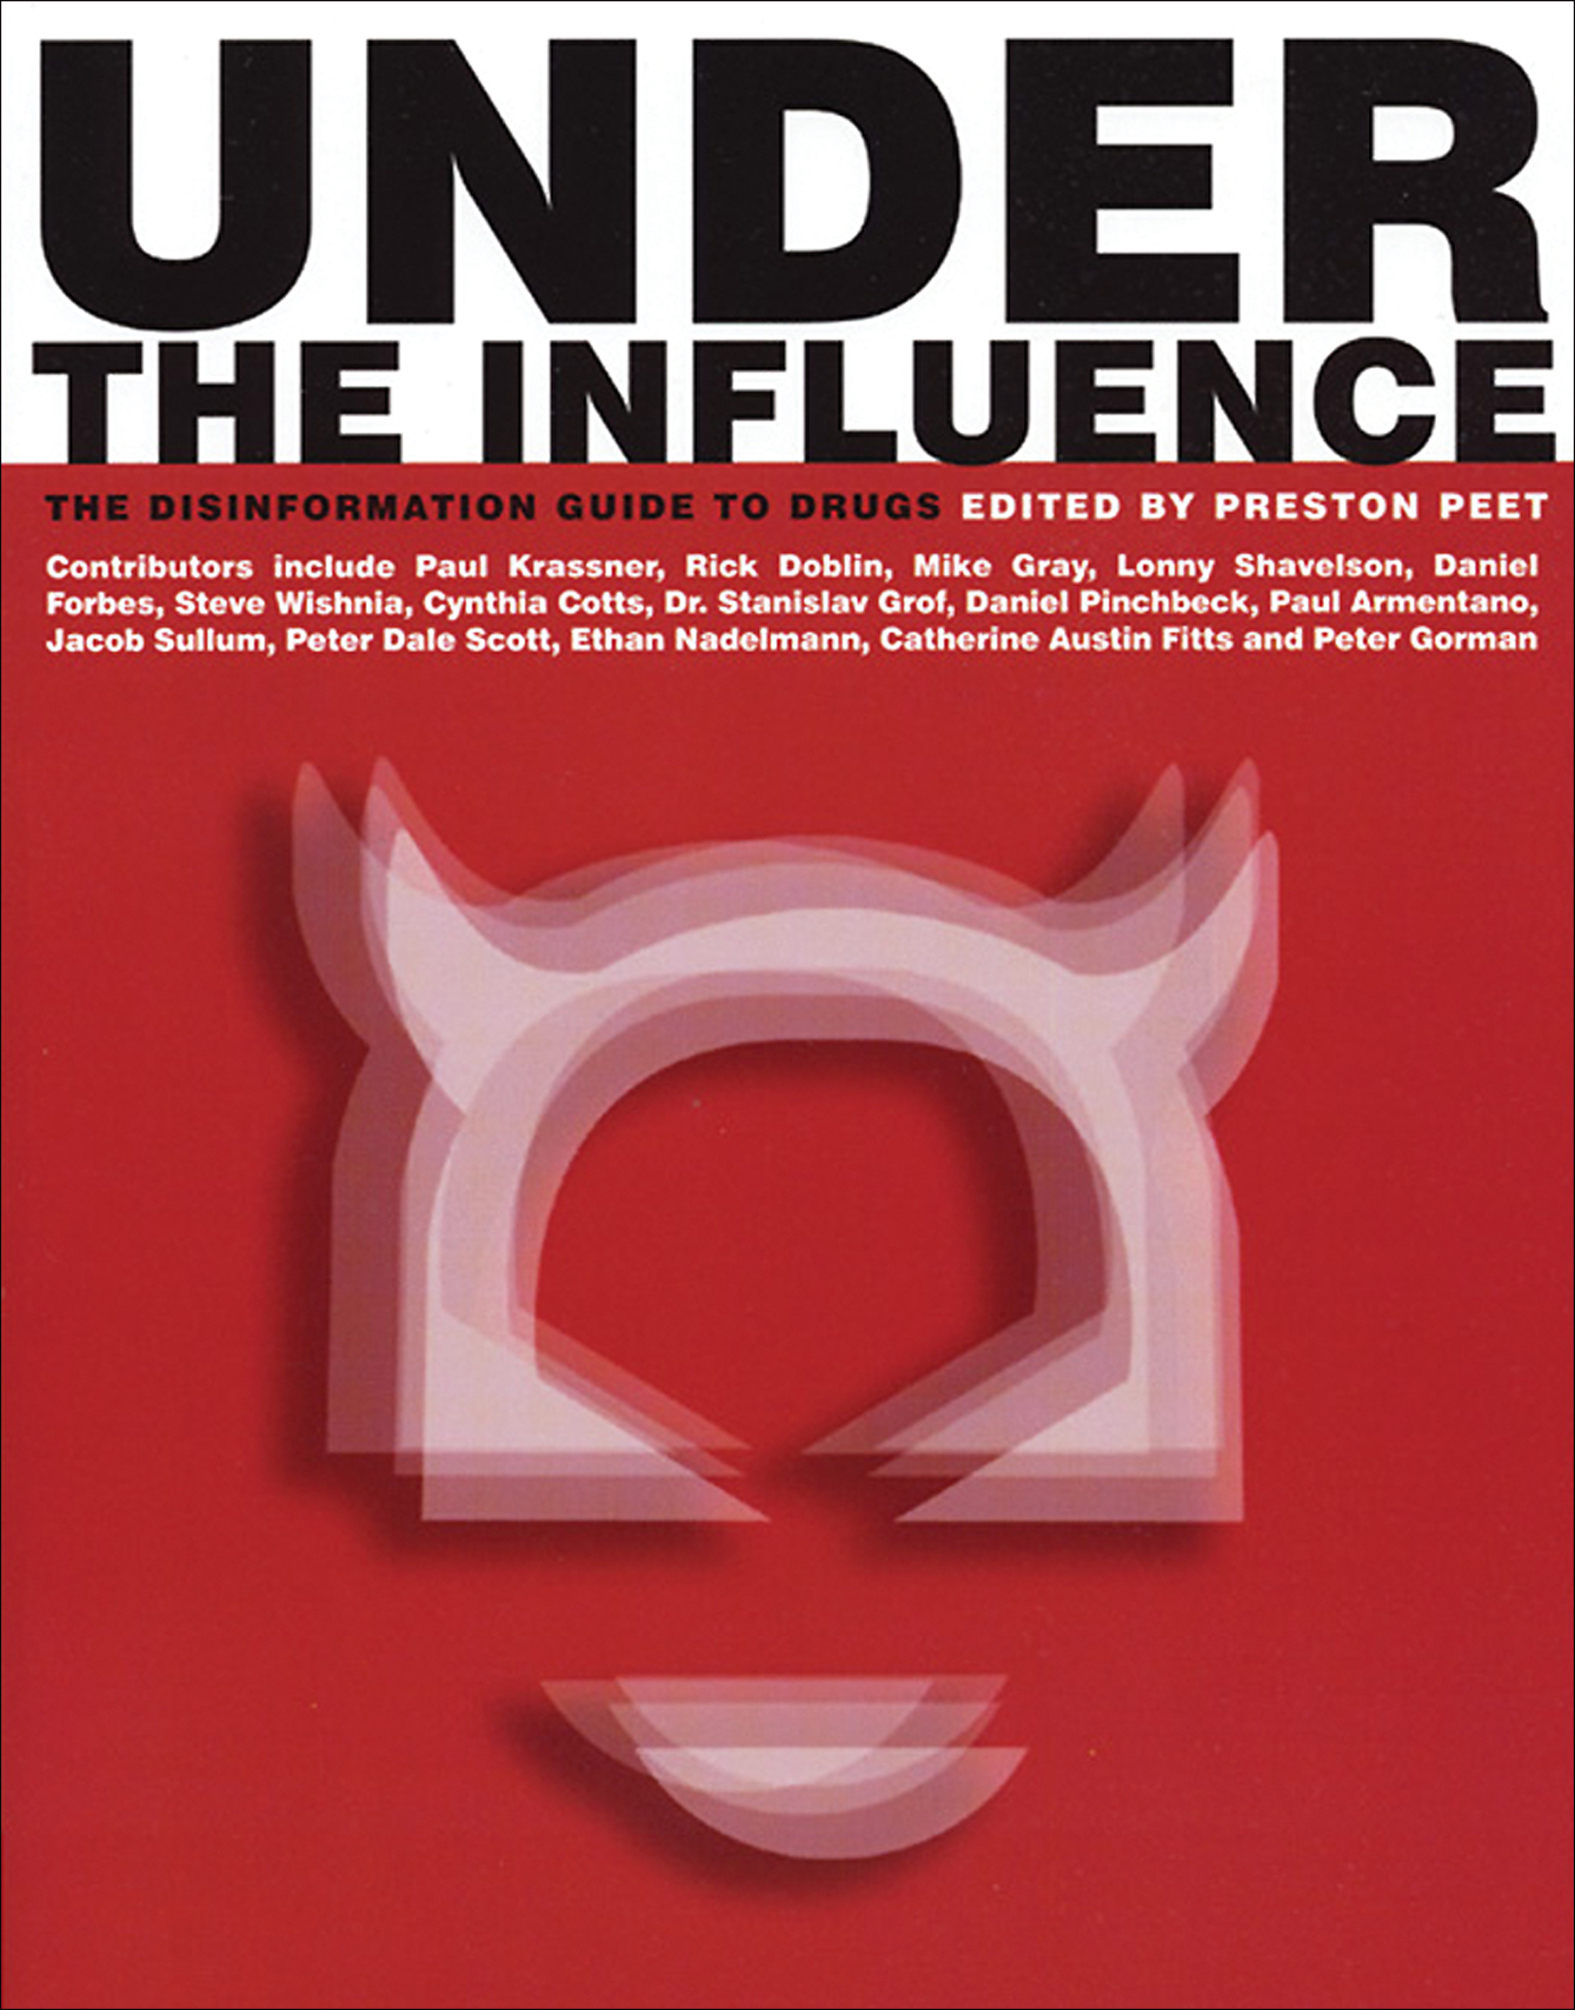 UNDER
THE INFLUENCE
THE DISINFORMATION GUIDE TO DRUGS EDITED BY PRESTON PEET
Contributors include Paul Krassner, Rick Doblin, Mike Gray, Lonny Shavelson, Daniel
Forbes, Steve Wishnia, Cynthia Cotts, Dr. Stanislav Grof, Daniel Pinchbeck, Paul Armentano,
Jacob Sullum, Peter Dale Scott, Ethan Nadelmann, Catherine Austin Fitts and Peter Gorman